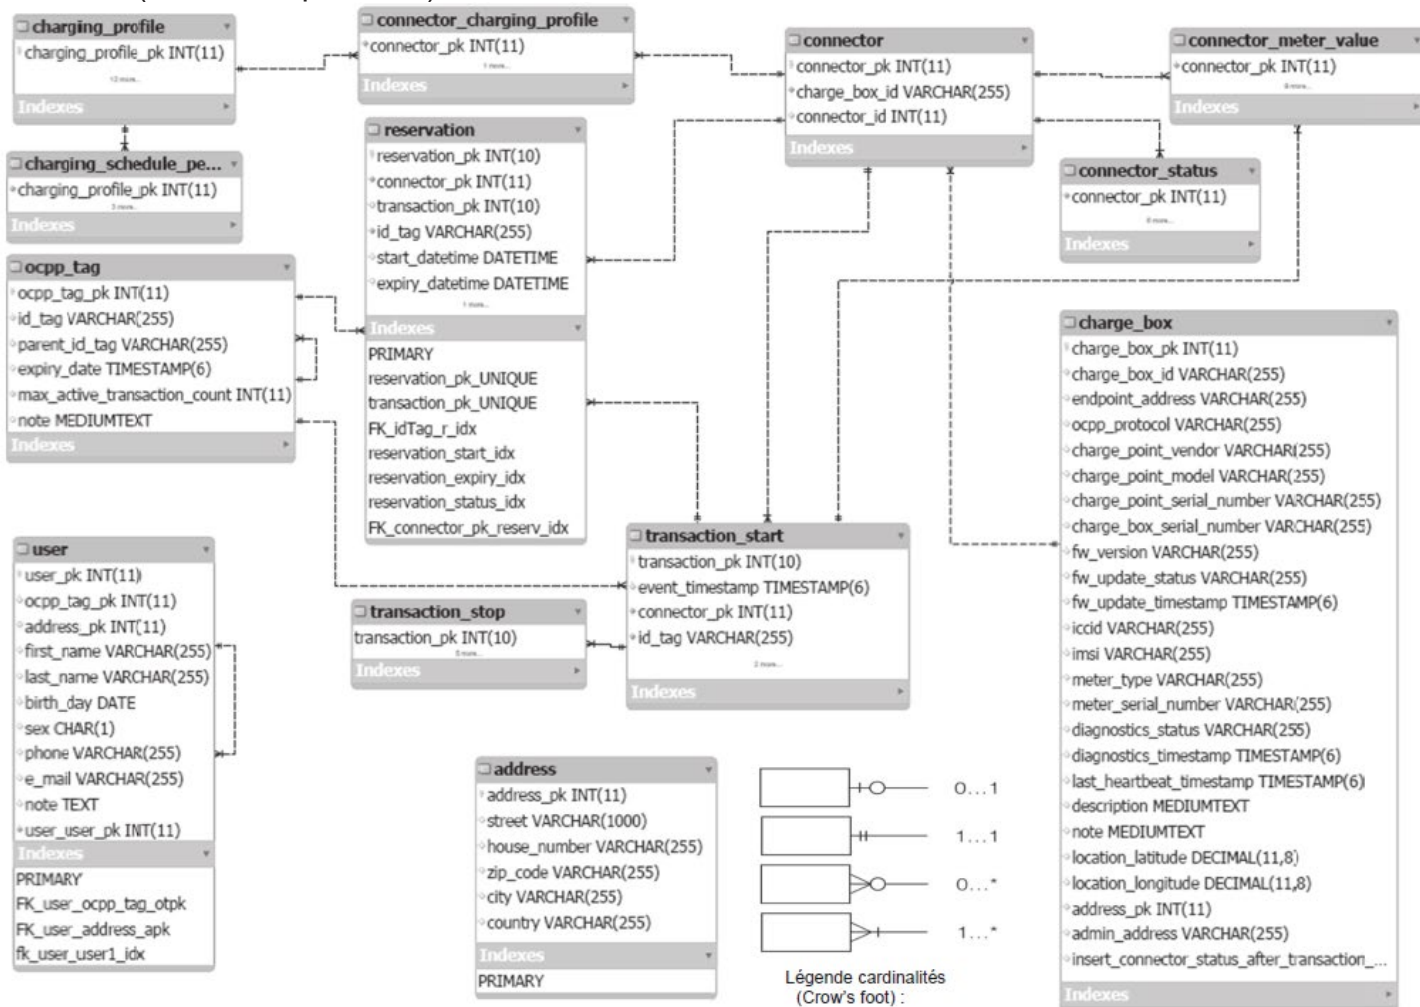 charging_profile
charging_profile_pk INT(11)
12 more...
Indexes
connector_charging_profile
connector_pk INT(11)
1 more...
Indexes
connector
connector_pk INT(11)
charge_box_id VARCHAR(255)
connector_id INT(11)
Indexes
connector_meter_value
connector_pk INT(11)
Indexes
charging_schedule_pe...
charging_profile_pk INT(11)
3 more...
Indexes
reservation
reservation_pk INT(10)
connector_pk INT(11)
transaction_pk INT(10)
id_tag VARCHAR(255)
start_datetime DATETIME
expiry_datetime DATETIME
1 more...
Indexes
PRIMARY
reservation_pk_UNIQUE
transaction_pk_UNIQUE
FK_idTag_r_idx
reservation_start_idx
reservation_expiry_idx
reservation_status_idx
FK_connector_pk_reserv_idx
connector_status
connector_pk INT(11)
Indexes
ocpp_tag
ocpp_tag_pk INT(11)
id_tag VARCHAR(255)
parent_id_tag VARCHAR(255)
expiry_date TIMESTAMP(6)
max_active_transaction_count INT(11)
note MEDIUMTEXT
Indexes
charge_box
charge_box_pk INT(11)
charge_box_id VARCHAR(255)
endpoint_address VARCHAR(255)
ocpp_protocol VARCHAR(255)
charge_point_vendor VARCHAR(255)
charge_point_model VARCHAR(255)
charge_point_serial_number VARCHAR(255)
charge_box_serial_number VARCHAR(255)
fw_version VARCHAR(255)
fw_update_status VARCHAR(255)
fw_update_timestamp TIMESTAMP(6)
iccid VARCHAR(255)
imsi VARCHAR(255)
meter_type VARCHAR(255)
meter_serial_number VARCHAR(255)
diagnostics_status VARCHAR(255)
diagnostics_timestamp TIMESTAMP(6)
last_heartbeat_timestamp TIMESTAMP(6)
description MEDIUMTEXT
note MEDIUMTEXT
location_latitude DECIMAL(11,8)
location_longitude DECIMAL(11,8)
address_pk INT(11)
admin_address VARCHAR(255)
insert_connector_status_after_transaction_...
Indexes
user
user_pk INT(11)
ocpp_tag_pk INT(11)
address_pk INT(11)
first_name VARCHAR(255)
last_name VARCHAR(255)
birth_day DATE
sex CHAR(1)
phone VARCHAR(255)
e_mail VARCHAR(255)
note TEXT
user_user_pk INT(11)
Indexes
PRIMARY
FK_user_ocpp_tag_otpk
FK_user_address_apk
fk_user_user1_idx
transaction_stop
transaction_pk INT(10)
5 more...
Indexes
transaction_start
transaction_pk INT(10)
event_timestamp TIMESTAMP(6)
connector_pk INT(11)
id_tag VARCHAR(255)
2 more...
Indexes
address
address_pk INT(11)
street VARCHAR(1000)
house_number VARCHAR(255)
zip_code VARCHAR(255)
city VARCHAR(255)
country VARCHAR(255)
Indexes
PRIMARY
0...1
1...1
0...*
1...*
Légende cardinalités
(Crow's foot) :